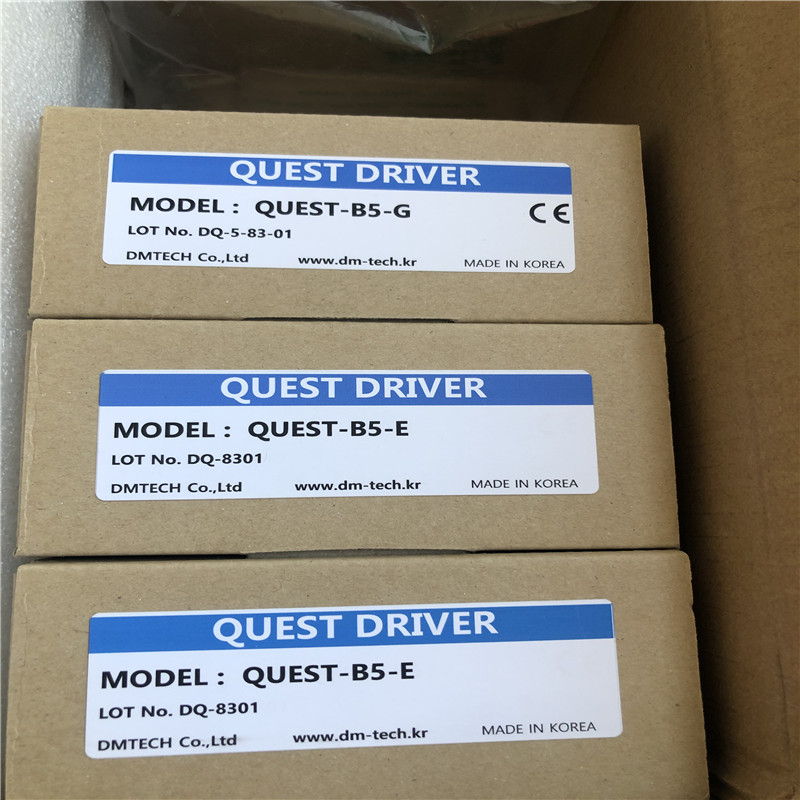 QUEST DRIVER
MODEL : QUEST-B5-G CE
LOT No. DQ-5-83-01
DMTECH Co.,Ltd www.dm-tech.kr MADE IN KOREA
QUEST DRIVER
MODEL : QUEST-B5-E
LOT No. DQ-8301
DMTECH Co.,Ltd www.dm-tech.kr MADE IN KOREA
QUEST DRIVER
MODEL : QUEST-B5-E
LOT No. DQ-8301
DMTECH Co.,Ltd www.dm-tech.kr MADE IN KOREA